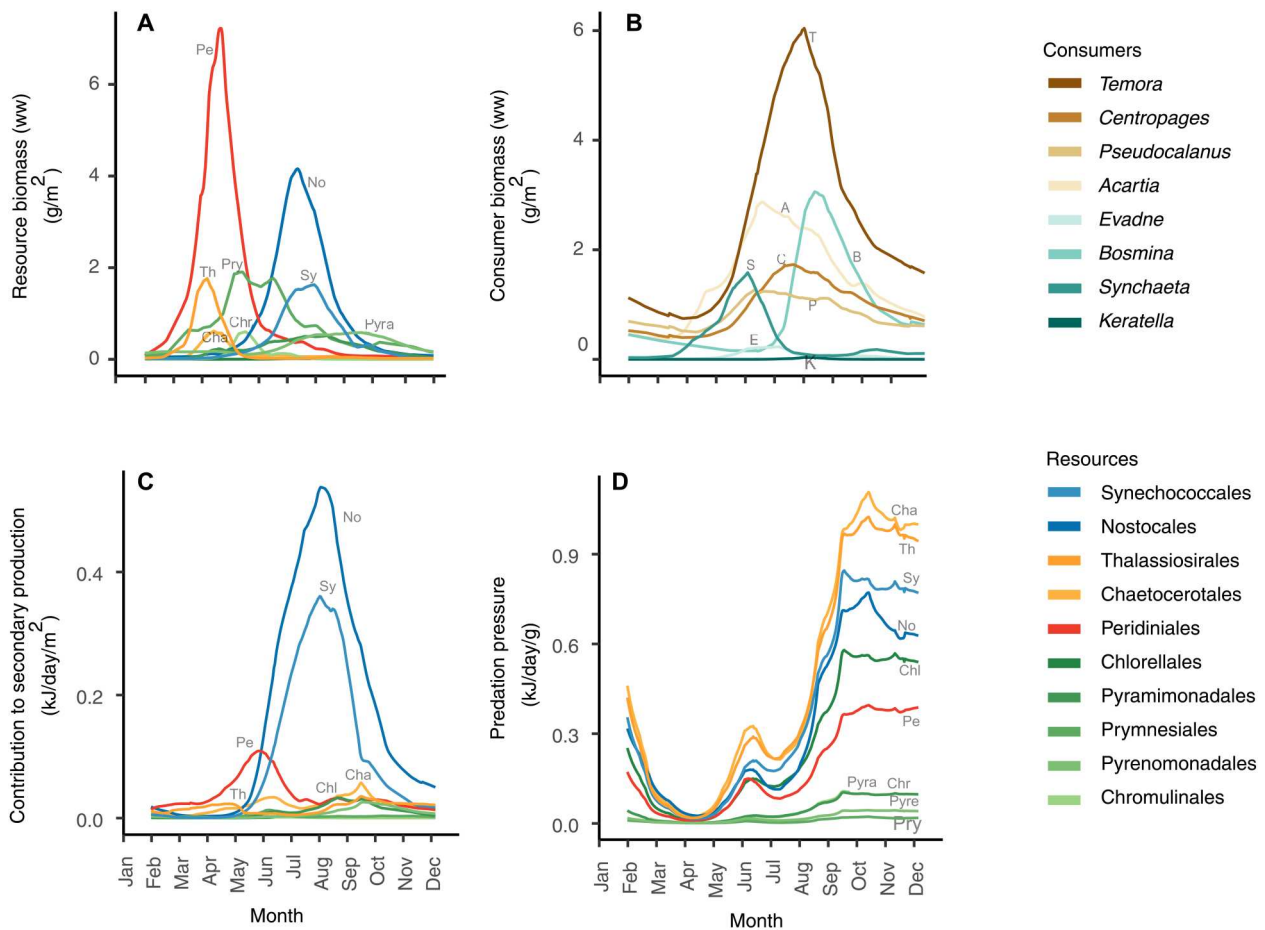 A
Resource biomass (ww)
(g/m2)
6
4
2
0
Pe
No
Th
Pry
Sy
Chr
Cha
Pyra
B
Consumer biomass (ww)
(g/m2)
6
4
2
0
T
A
B
S
C
P
E
K
Consumers
Temora
Centropages
Pseudocalanus
Acartia
Evadne
Bosmina
Synchaeta
Keratella
C
Contribution to secondary production
(kJ/day/m2)
0.4
0.2
0.0
No
Sy
Pe
Th
Chl
Cha
Jan
Feb
Mar
Apr
May
Jun
Jul
Aug
Sep
Oct
Nov
Dec
Month
D
Predation pressure
(kJ/day/g)
0.9
0.6
0.3
0.0
Cha
Th
Sy
No
Chl
Pe
Pyra
Chr
Pyre
Pry
Jan
Feb
Mar
Apr
May
Jun
Jul
Aug
Sep
Oct
Nov
Dec
Month
Resources
Synechococcales
Nostocales
Thalassiosirales
Chaetocerotales
Peridiniales
Chlorellales
Pyramimonadales
Prymnesiales
Pyrenomonadales
Chromulinales